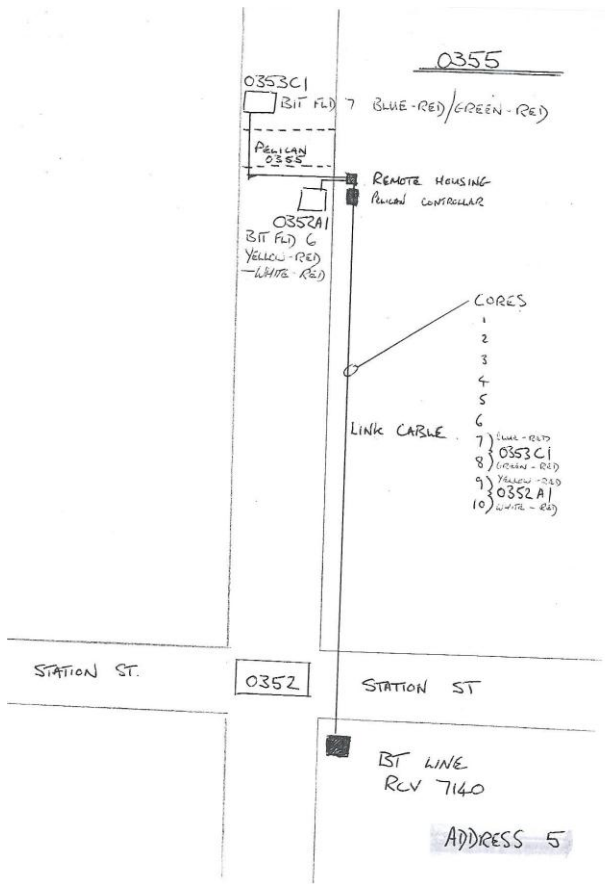 0355
0353C1
BIT FLD 7 BLUE-RED/GREEN-RED
PELICAN
0355
REMOTE HOUSING
PELICAN CONTROLLAR
0352A1
BIT FLD 6
YELLOW-RED
-WHITE-RED
CORES
1
2
3
4
5
6
7) BLUE-RED
0353C1
8) GREEN-RED
9) YELLOW-RED
0352A1
10) WHITE-RED
LINK CABLE
STATION ST.
0352
STATION ST
BT LINE
RCV 7140
ADDRESS 5